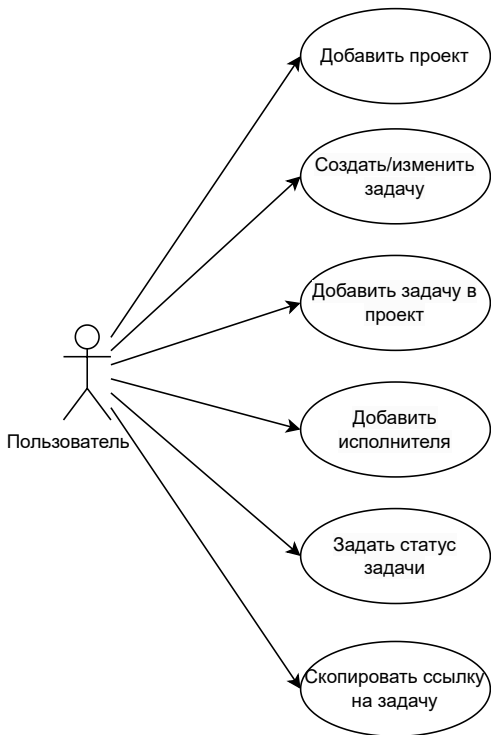 Добавить проект
Создать/изменить
задачу
Добавить задачу в
проект
Пользователь
Добавить
исполнителя
Задать статус
задачи
Скопировать ссылку
на задачу